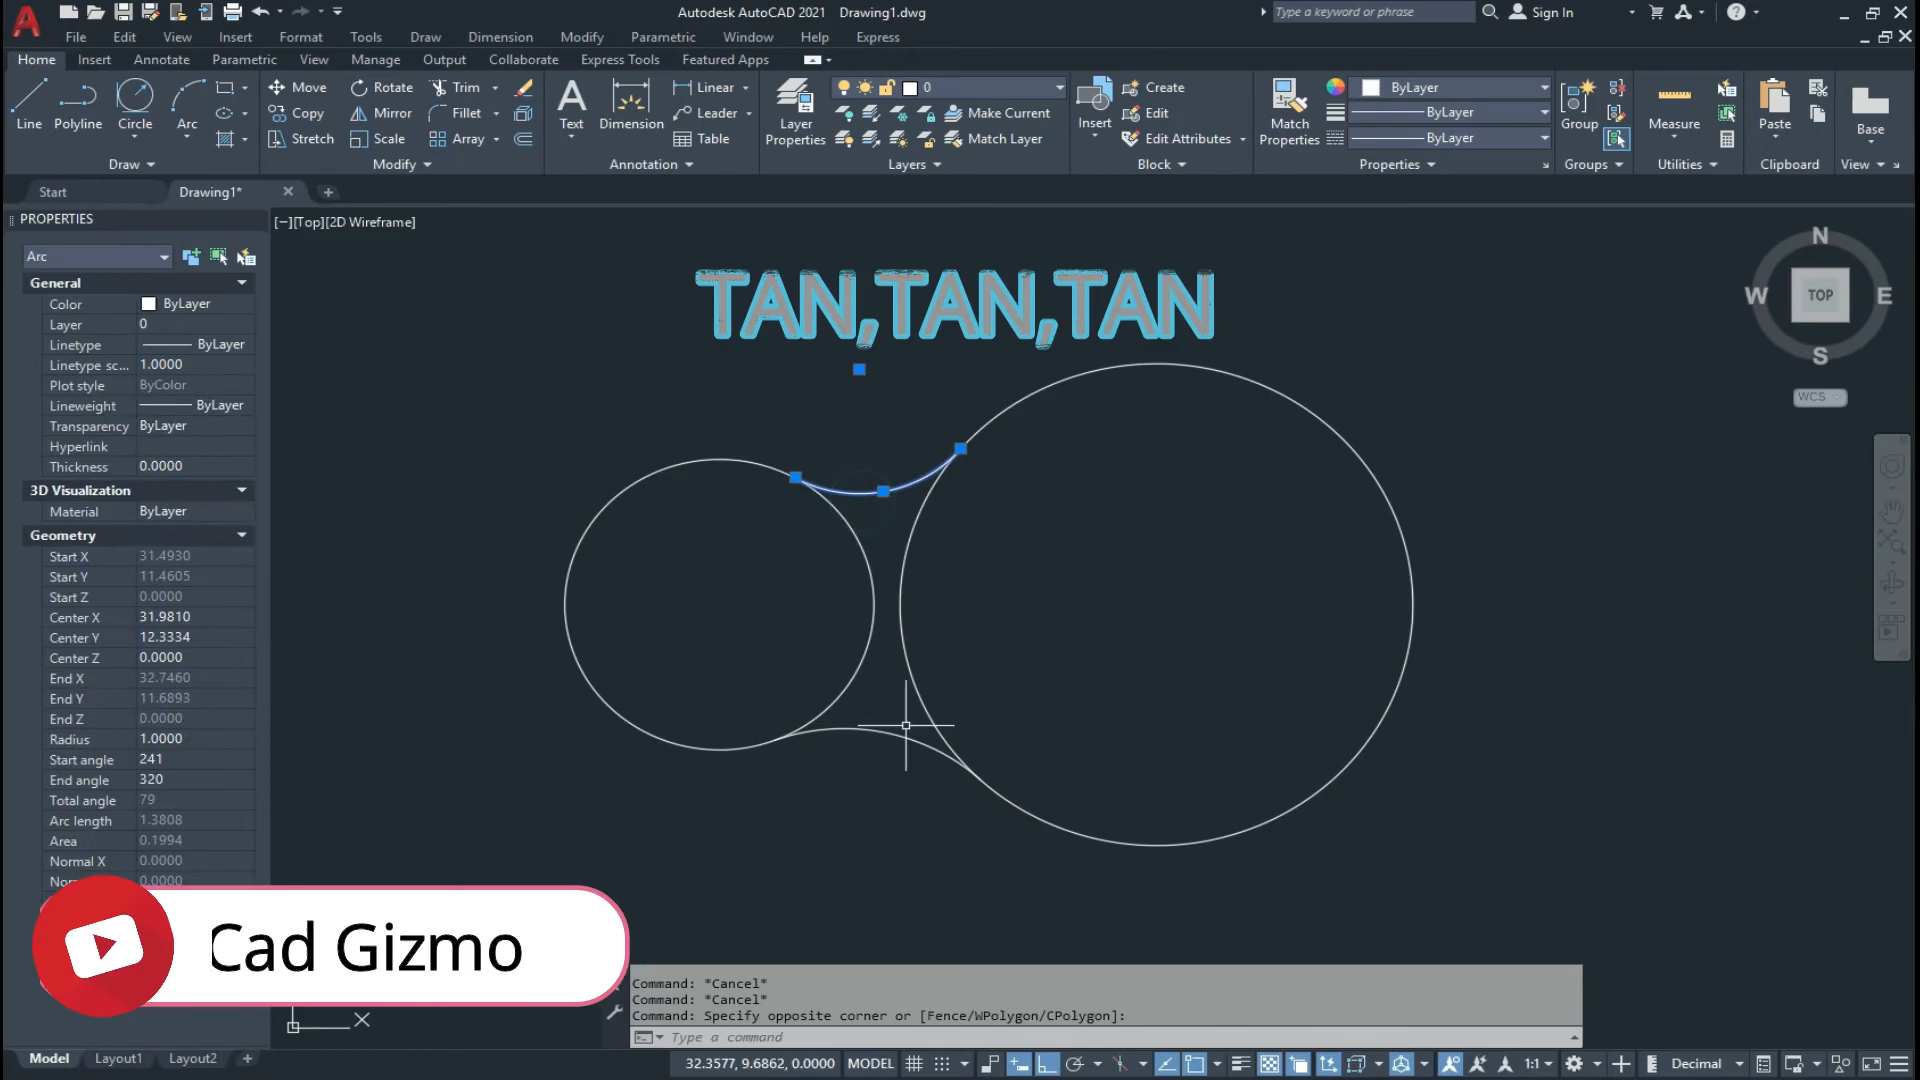 Autodesk AutoCAD 2021 Drawing1.dwg
Type a keyword or phrase
Sign In
File Edit View Insert Format Tools Draw Dimension Modify Parametric Window Help Express
Home Insert Annotate Parametric View Manage Output Collaborate Express Tools Featured Apps
Line Polyline Circle Arc
Move Rotate Trim
Copy Mirror Fillet
Stretch Scale Array
Text Dimension
Linear
Leader
Table
Layer
Properties
0
Make Current
Match Layer
Insert
Create
Edit
Edit Attributes
Match
Properties
ByLayer
ByLayer
ByLayer
Group
Measure
Paste
Base
Draw Modify Annotation Layers Block Properties Groups Utilities Clipboard View
Start Drawing1*
PROPERTIES
[−][Top][2D Wireframe]
Arc
General
Color ByLayer
Layer 0
Linetype ByLayer
Linetype sc... 1.0000
Plot style ByColor
Lineweight ByLayer
Transparency ByLayer
Hyperlink
Thickness 0.0000
3D Visualization
Material ByLayer
Geometry
Start X 31.4930
Start Y 11.4605
Start Z 0.0000
Center X 31.9810
Center Y 12.3334
Center Z 0.0000
End X 32.7460
End Y 11.6893
End Z 0.0000
Radius 1.0000
Start angle 241
End angle 320
Total angle 79
Arc length 1.3808
Area 0.1994
Normal X 0.0000
0.0000
TAN,TAN,TAN
N
W TOP E
S
WCS
Cad Gizmo
X
Command: *Cancel*
Command: *Cancel*
Command: Specify opposite corner or [Fence/WPolygon/CPolygon]:
Type a command
Model Layout1 Layout2
32.3577, 9.6862, 0.0000 MODEL 1:1 Decimal